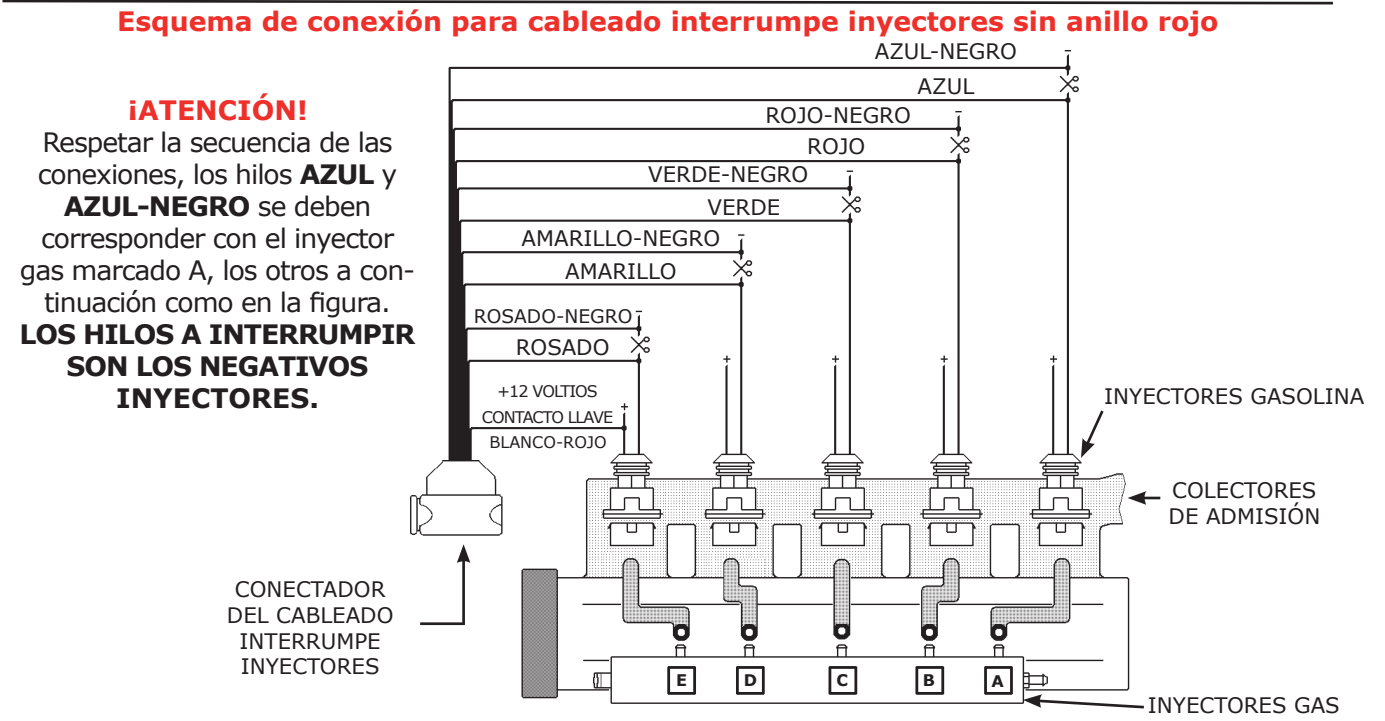 Esquema de conexión para cableado interrumpe inyectores sin anillo rojo
¡ATENCIÓN!
Respetar la secuencia de las
conexiones, los hilos AZUL y
AZUL-NEGRO se deben
corresponder con el inyector
gas marcado A, los otros a con-
tinuación como en la figura.
LOS HILOS A INTERRUMPIR
SON LOS NEGATIVOS
INYECTORES.
AZUL-NEGRO -
AZUL
ROJO-NEGRO -
ROJO
VERDE-NEGRO -
VERDE
AMARILLO-NEGRO -
AMARILLO
ROSADO-NEGRO -
ROSADO
+12 VOLTIOS
CONTACTO LLAVE +
BLANCO-ROJO
+ + + +
INYECTORES GASOLINA
COLECTORES
DE ADMISIÓN
CONECTADOR
DEL CABLEADO
INTERRUMPE
INYECTORES
E D C B A
INYECTORES GAS